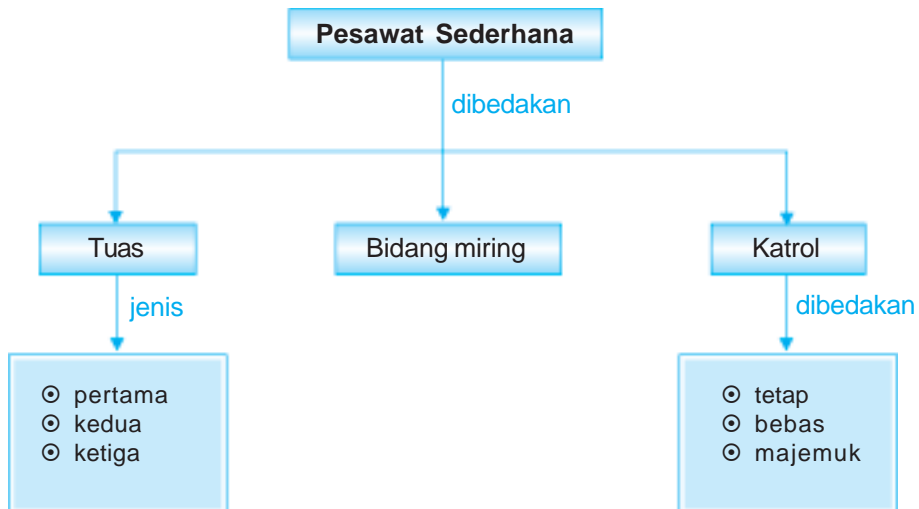 Pesawat Sederhana
dibedakan
Tuas
Bidang miring
Katrol
jenis
dibedakan
⊙ pertama
⊙ kedua
⊙ ketiga
⊙ tetap
⊙ bebas
⊙ majemuk